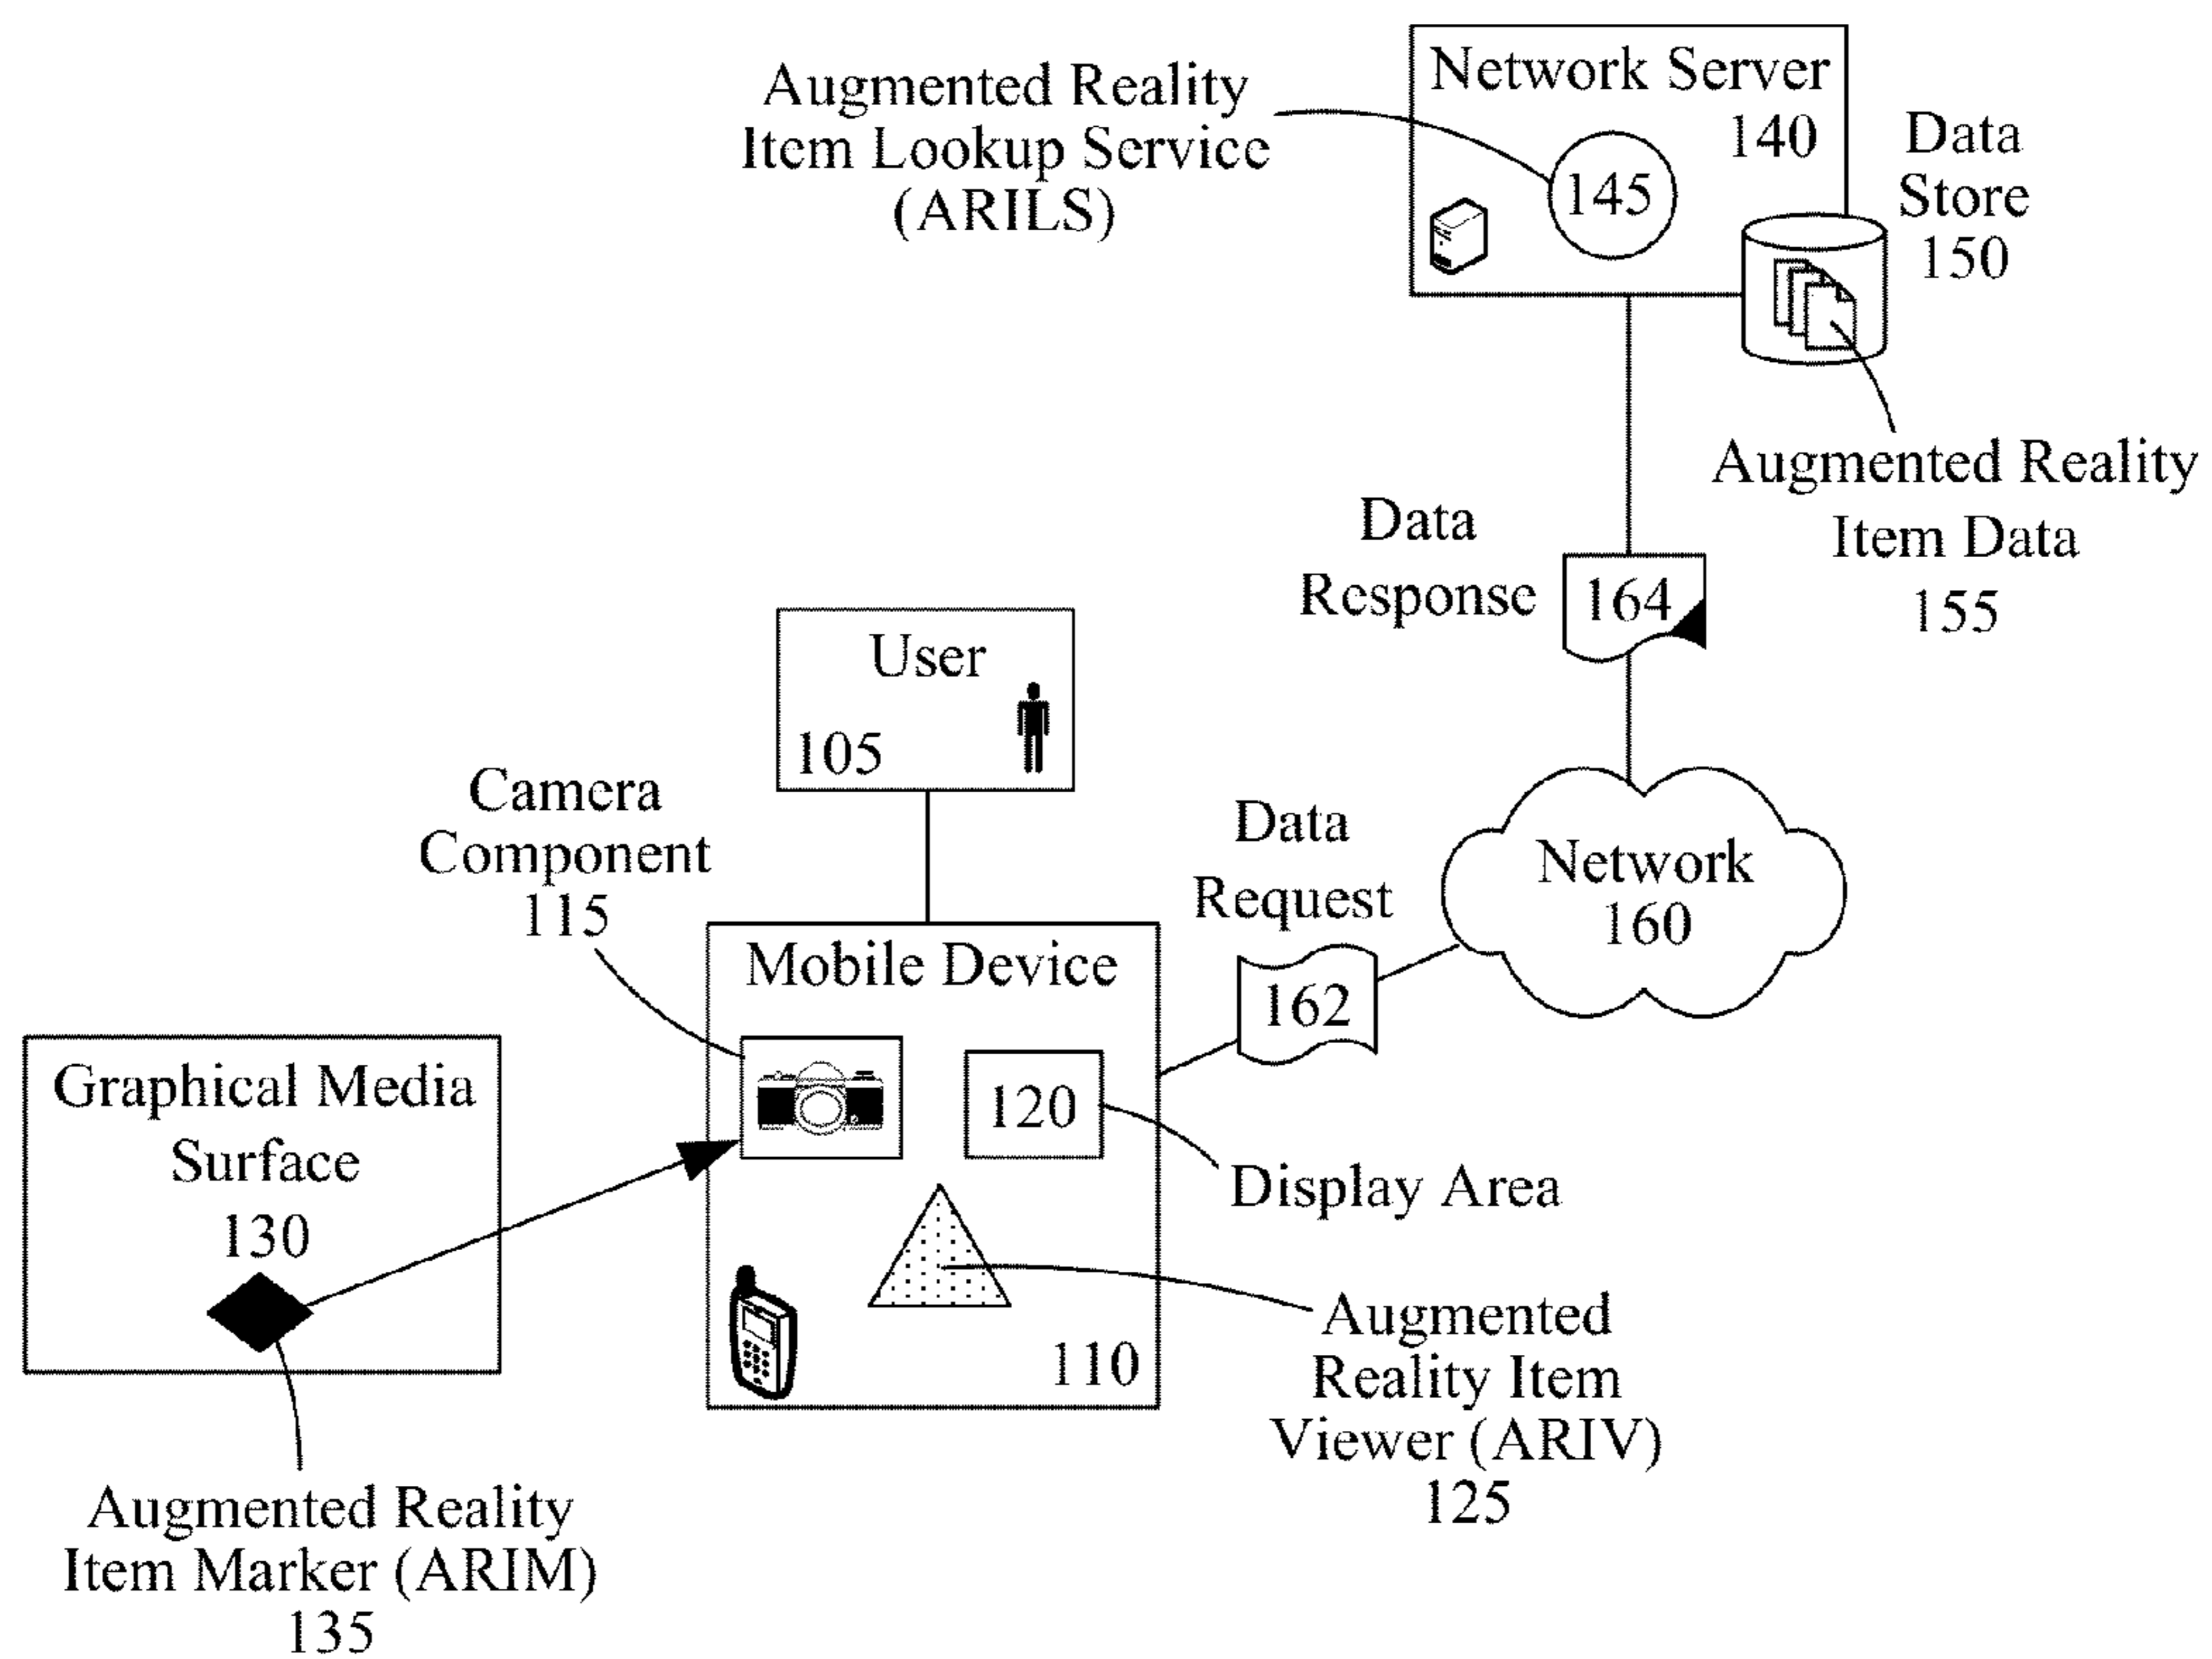 Augmented Reality
Item Lookup Service
(ARILS)
Network Server
140
145
Data
Store
150
Augmented Reality
Item Data
155
Data
Response
164
User
105
Camera
Component
115
Data
Request
162
Network
160
Mobile Device
120
Display Area
110
Graphical Media
Surface
130
Augmented
Reality Item
Viewer (ARIV)
125
Augmented Reality
Item Marker (ARIM)
135